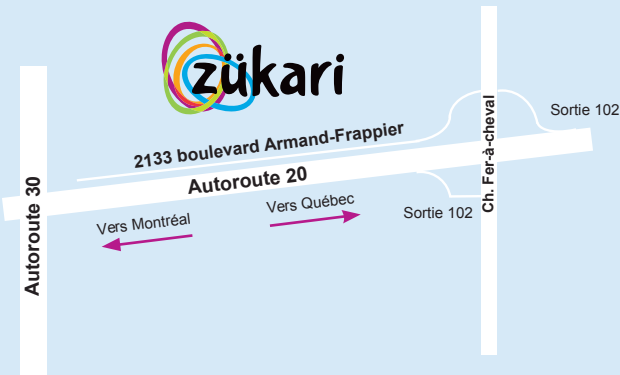 zükari
Sortie 102
Ch. Fer-à-cheval
2133 boulevard Armand-Frappier
Autoroute 20
Autoroute 30
Vers Montréal
Vers Québec
Sortie 102